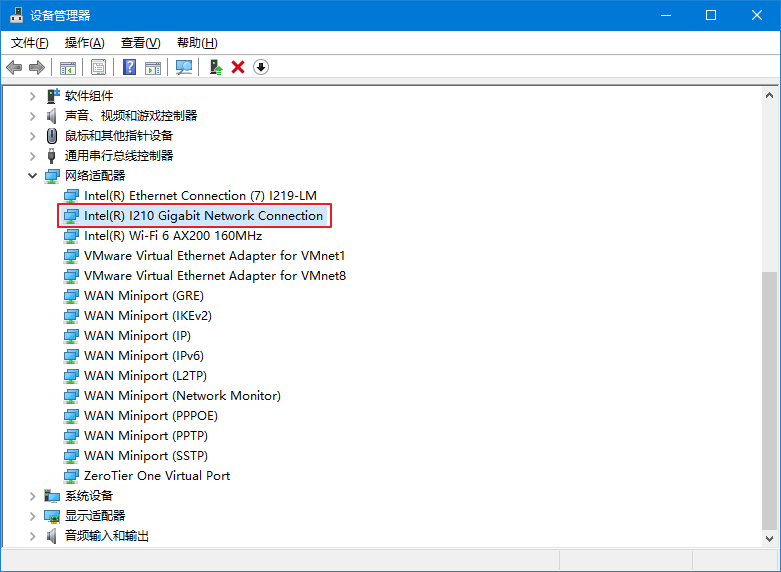 设备管理器
文件(F) 操作(A) 查看(V) 帮助(H)
软件组件
声音、视频和游戏控制器
鼠标和其他指针设备
通用串行总线控制器
网络适配器
Intel(R) Ethernet Connection (7) I219-LM
Intel(R) I210 Gigabit Network Connection
Intel(R) Wi-Fi 6 AX200 160MHz
VMware Virtual Ethernet Adapter for VMnet1
VMware Virtual Ethernet Adapter for VMnet8
WAN Miniport (GRE)
WAN Miniport (IKEv2)
WAN Miniport (IP)
WAN Miniport (IPv6)
WAN Miniport (L2TP)
WAN Miniport (Network Monitor)
WAN Miniport (PPPOE)
WAN Miniport (PPTP)
WAN Miniport (SSTP)
ZeroTier One Virtual Port
系统设备
显示适配器
音频输入和输出